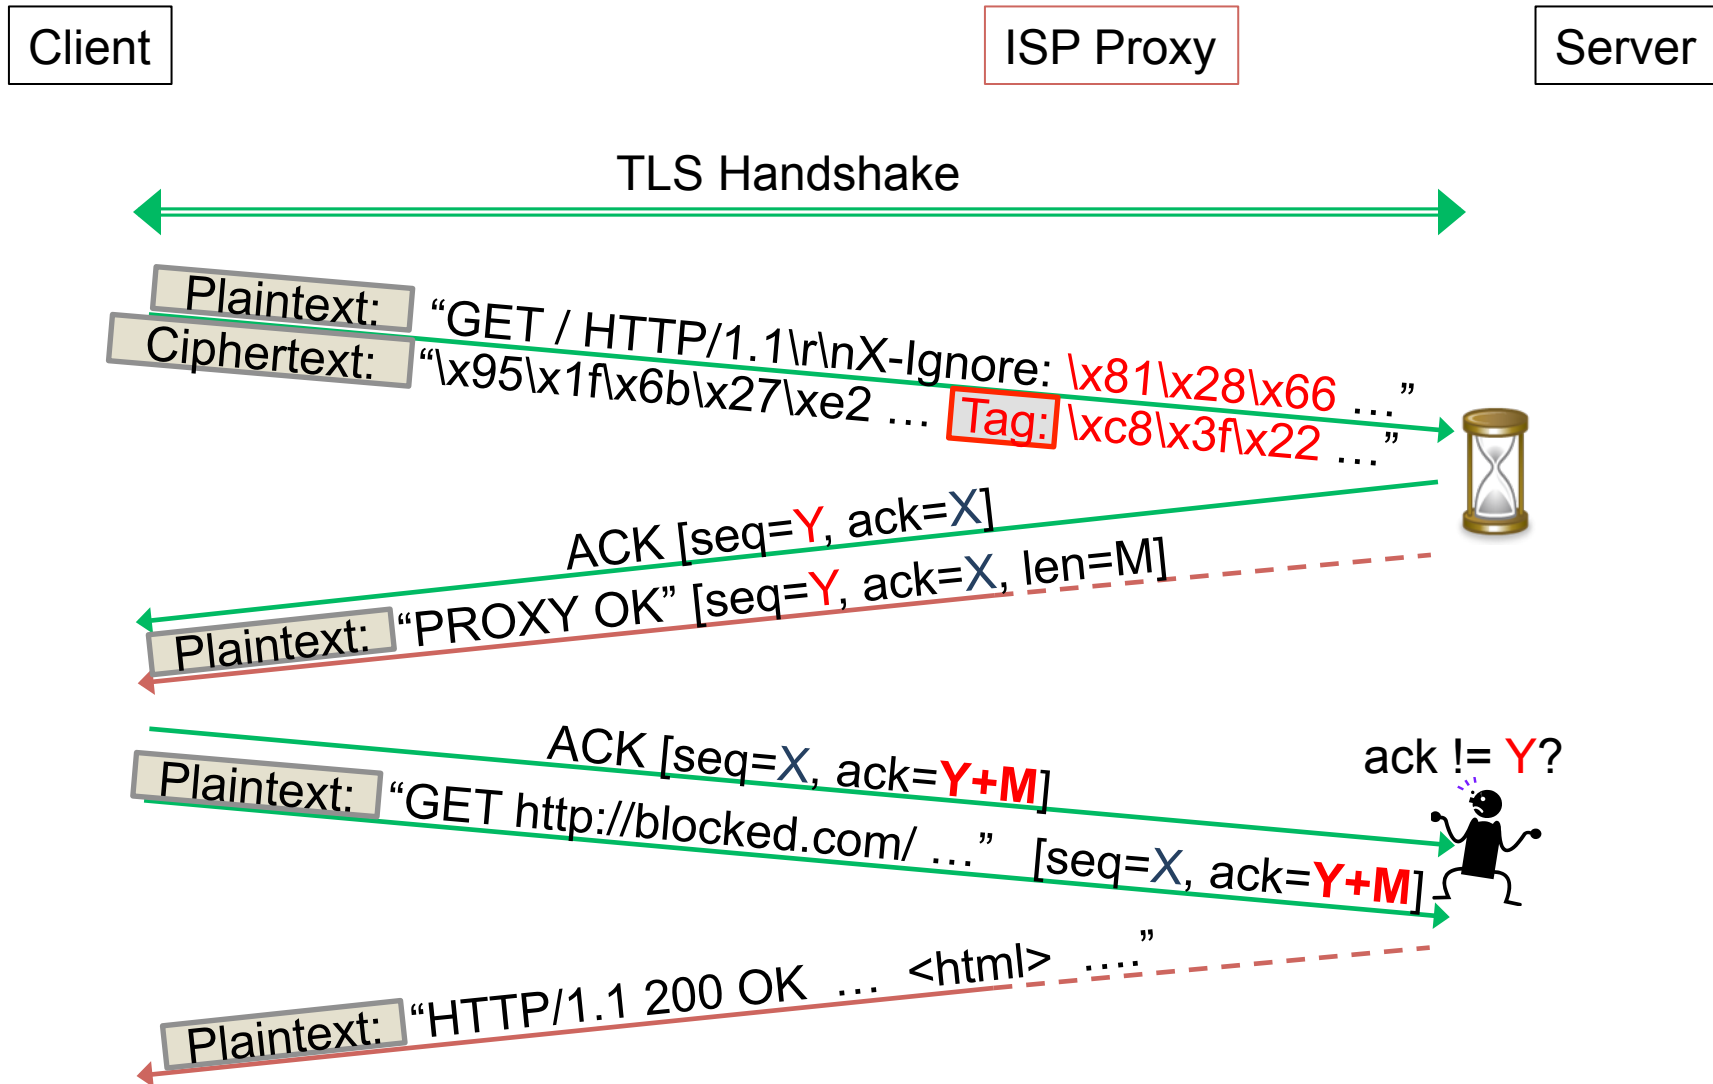 Client
ISP Proxy
Server
TLS Handshake
Plaintext: “GET / HTTP/1.1\r\nX-Ignore: \x81\x28\x66 …”
Ciphertext: “\x95\x1f\x6b\x27\xe2 … Tag: \xc8\x3f\x22 …”
ACK [seq=Y, ack=X]
Plaintext: “PROXY OK” [seq=Y, ack=X, len=M]
ACK [seq=X, ack=Y+M]
ack != Y?
Plaintext: “GET http://blocked.com/ …” [seq=X, ack=Y+M]
Plaintext: “HTTP/1.1 200 OK … <html> ….”